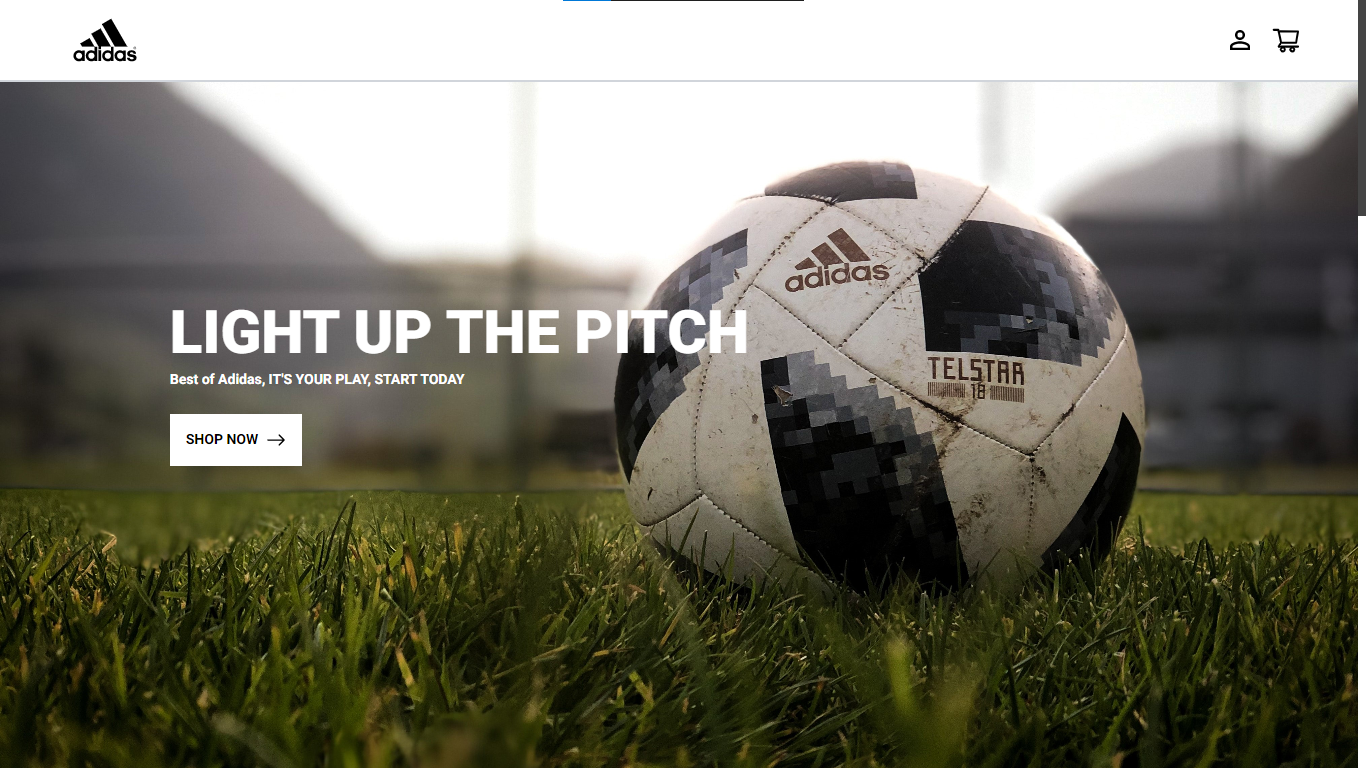 adidas
adidas
LIGHT UP THE PITCH
TELSTAR
18
Best of Adidas, IT'S YOUR PLAY, START TODAY
SHOP NOW